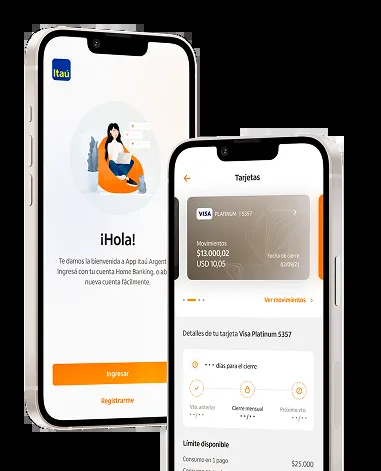 Itaú
¡Hola!
Te damos la bienvenida a App Itaú Argent
Ingresá con tu cuenta Home Banking, o ab
nueva cuenta fácilmente.
Ingresar
Registrarme
Tarjetas
VISA PLATINUM | 5357
Movimientos
$13.000,02
USD 10,05
Fecha de cierre
02/09/21
Ver movimientos
Detalles de tu tarjeta Visa Platinum 5357
*** días para el cierre
Vto. anterior
Cierre mensual
Próximo vto.
**/**
**/**
**/**
Límite disponible
Consumo en 1 pago
$25.000